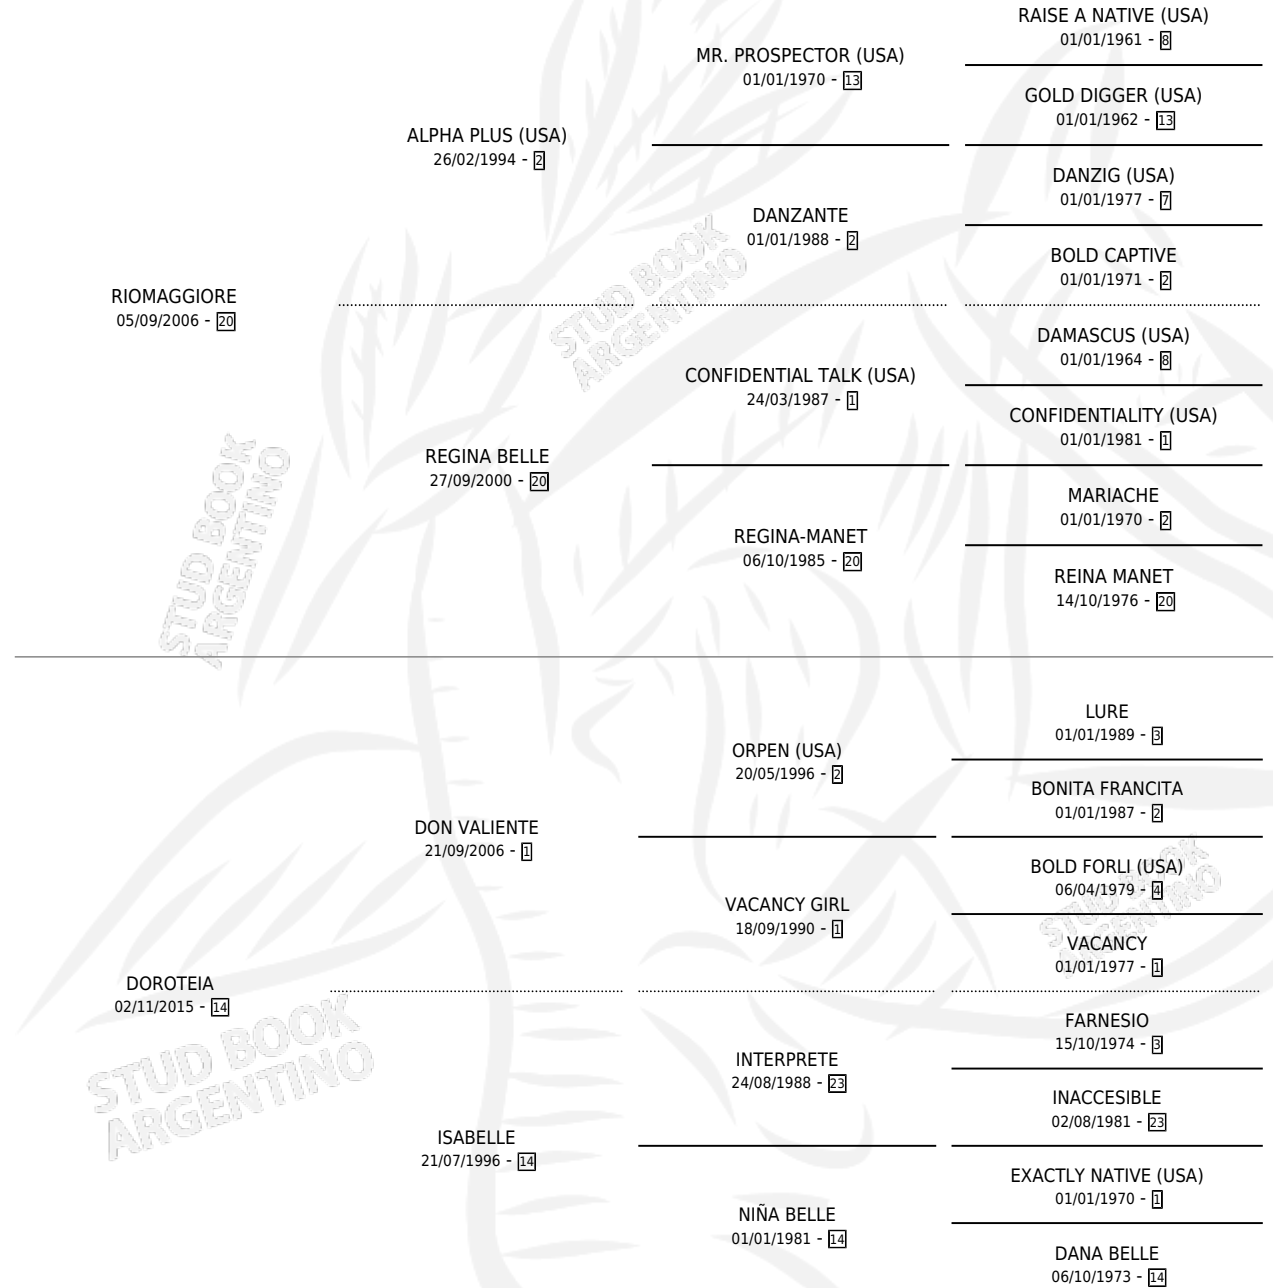 RAISE A NATIVE (USA)
01/01/1961 - 8
MR. PROSPECTOR (USA)
01/01/1970 - 13
GOLD DIGGER (USA)
01/01/1962 - 13
ALPHA PLUS (USA)
26/02/1994 - 2
DANZIG (USA)
01/01/1977 - 7
DANZANTE
01/01/1988 - 2
BOLD CAPTIVE
01/01/1971 - 2
RIOMAGGIORE
05/09/2006 - 20
STUD BOOK
ARGENTINO
DAMASCUS (USA)
01/01/1964 - 8
CONFIDENTIAL TALK (USA)
24/03/1987 - 1
CONFIDENTIALITY (USA)
01/01/1981 - 1
REGINA BELLE
27/09/2000 - 20
MARIACHE
01/01/1970 - 2
REGINA-MANET
06/10/1985 - 20
REINA MANET
14/10/1976 - 20
STUD BOOK
ARGENTINO
LURE
01/01/1989 - 3
ORPEN (USA)
20/05/1996 - 2
BONITA FRANCITA
01/01/1987 - 2
DON VALIENTE
21/09/2006 - 1
BOLD FORLI (USA)
06/04/1979 - 4
VACANCY GIRL
18/09/1990 - 1
STUD BOOK
ARGENTINO
VACANCY
01/01/1977 - 1
DOROTEIA
02/11/2015 - 14
FARNESIO
15/10/1974 - 3
INTERPRETE
24/08/1988 - 23
INACCESIBLE
02/08/1981 - 23
STUD BOOK
ARGENTINO
ISABELLE
21/07/1996 - 14
EXACTLY NATIVE (USA)
01/01/1970 - 1
NIÑA BELLE
01/01/1981 - 14
DANA BELLE
06/10/1973 - 14